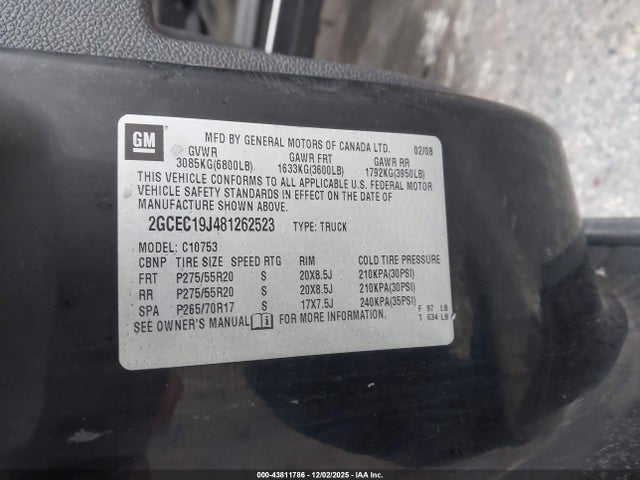 GM
MFD BY GENERAL MOTORS OF CANADA LTD. 02/08
GVWR GAWR FRT GAWR RR
3085KG(6800LB) 1633KG(3600LB) 1792KG(3950LB)
THIS VEHICLE CONFORMS TO ALL APPLICABLE U.S. FEDERAL MOTOR
VEHICLE SAFETY STANDARDS IN EFFECT ON THE DATE OF
MANUFACTURE SHOWN ABOVE.
2GCEC19J481262523 TYPE: TRUCK
MODEL: C10753
CBNP TIRE SIZE SPEED RTG RIM COLD TIRE PRESSURE
FRT P275/55R20 S 20X8.5J 210KPA(30PSI)
RR P275/55R20 S 20X8.5J 210KPA(30PSI)
SPA P265/70R17 S 17X7.5J 240KPA(35PSI) F 97 LB
SEE OWNER'S MANUAL i FOR MORE INFORMATION. T 634 LB
000-43811786 - 12/02/2025 - IAA Inc.